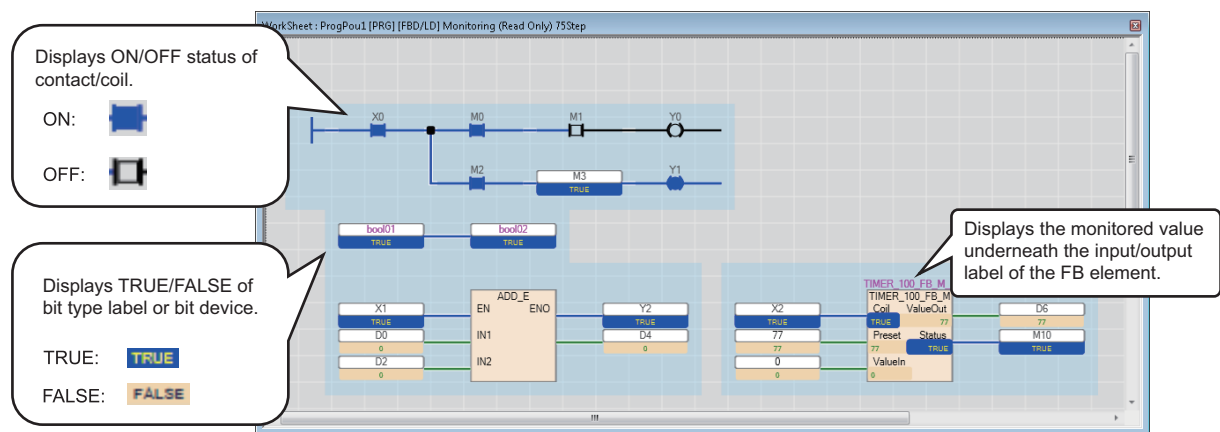 WorkSheet : ProgPou1 [PRG] [FBD/LD] Monitoring (Read Only) 75Step
Displays ON/OFF status of
contact/coil.
ON:
OFF:
X0 M0 M1 Y0
M2 M3 Y1
TRUE
bool01 bool02
TRUE TRUE
Displays the monitored value
underneath the input/output
label of the FB element.
Displays TRUE/FALSE of
bit type label or bit device.
TRUE: TRUE
FALSE: FALSE
ADD_E
X1 EN ENO Y2
TRUE TRUE
D0 IN1 D4
0 0
D2 IN2
0
TIMER_100_FB_M_
TIMER_100_FB_M
X2 Coil ValueOut D6
TRUE TRUE 77 77
77 Preset Status M10
77 77 TRUE TRUE
0 ValueIn
0 0